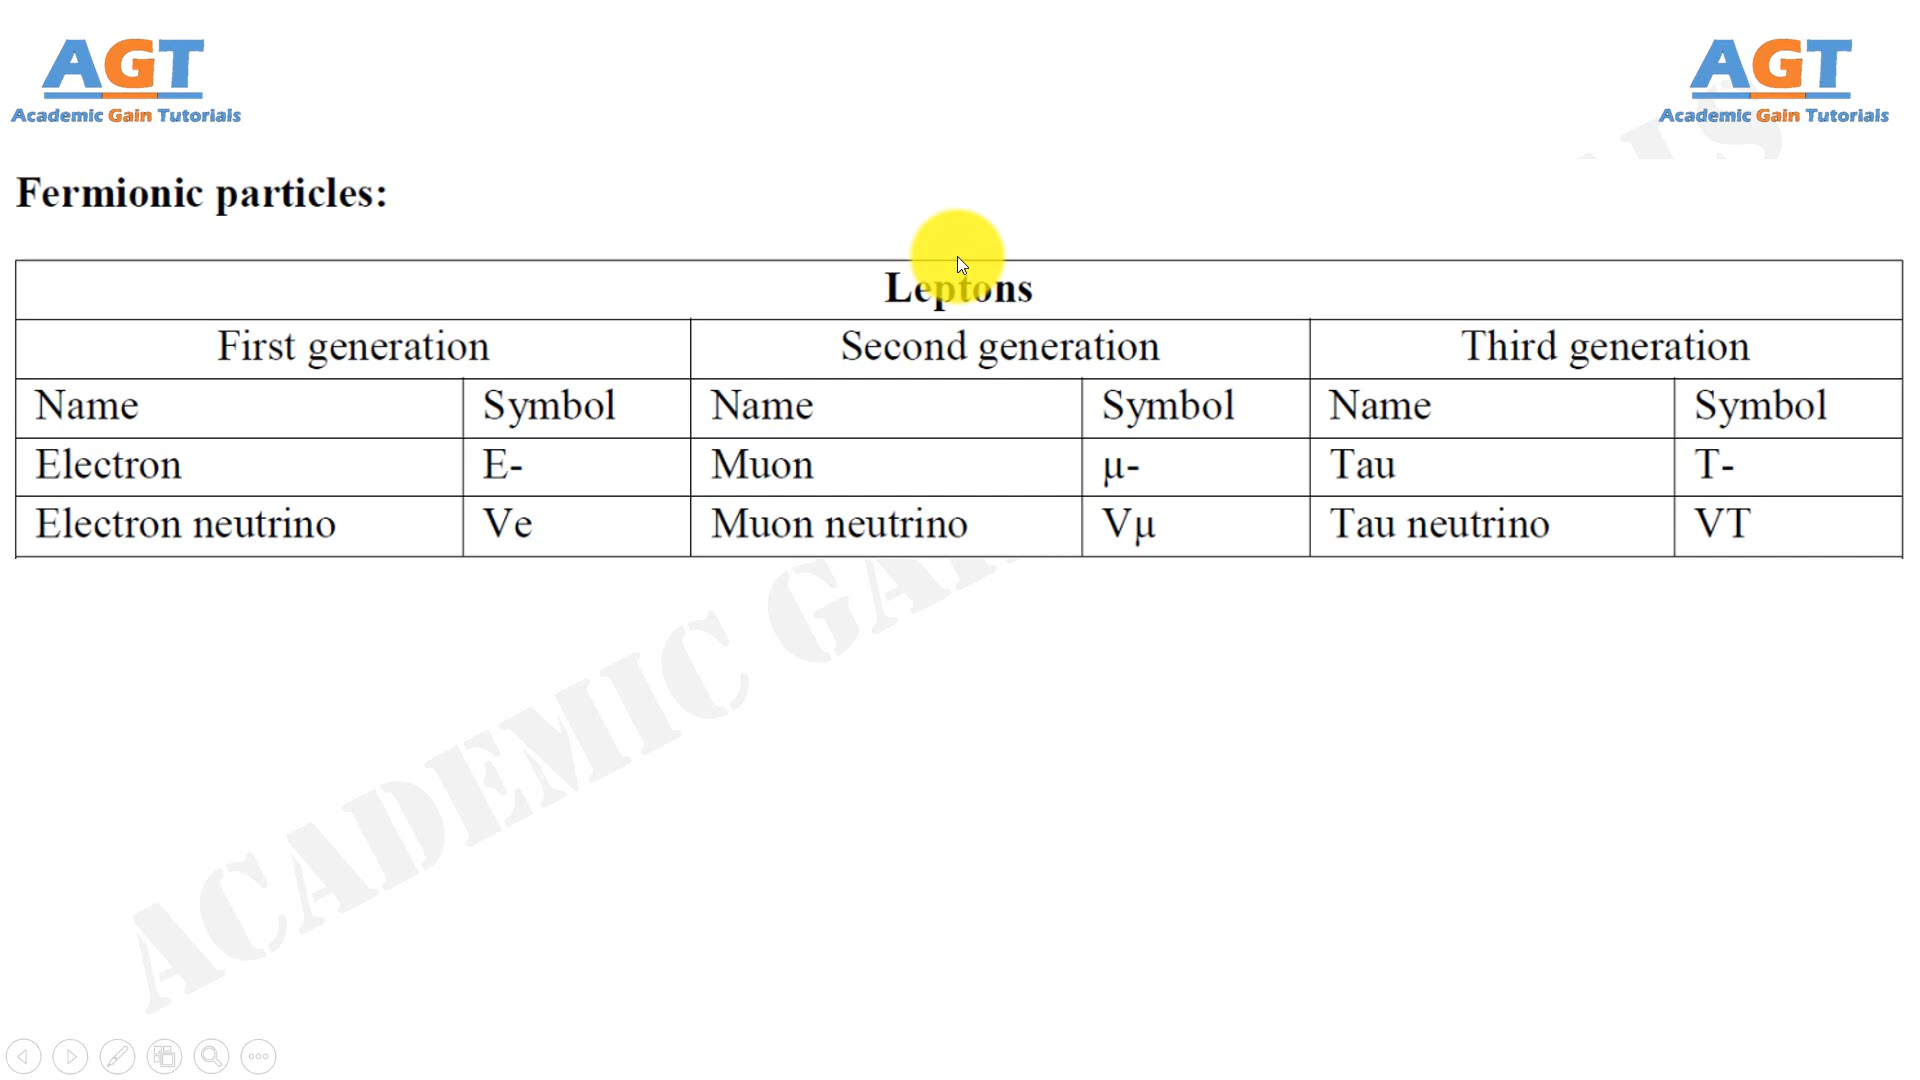 AGT
Academic Gain Tutorials
AGT
Academic Gain Tutorials
Fermionic particles:
Leptons
First generation Second generation Third generation
Name Symbol Name Symbol Name Symbol
Electron E- Muon μ- Tau T-
Electron neutrino Ve Muon neutrino Vμ Tau neutrino VT
ACADEMIC